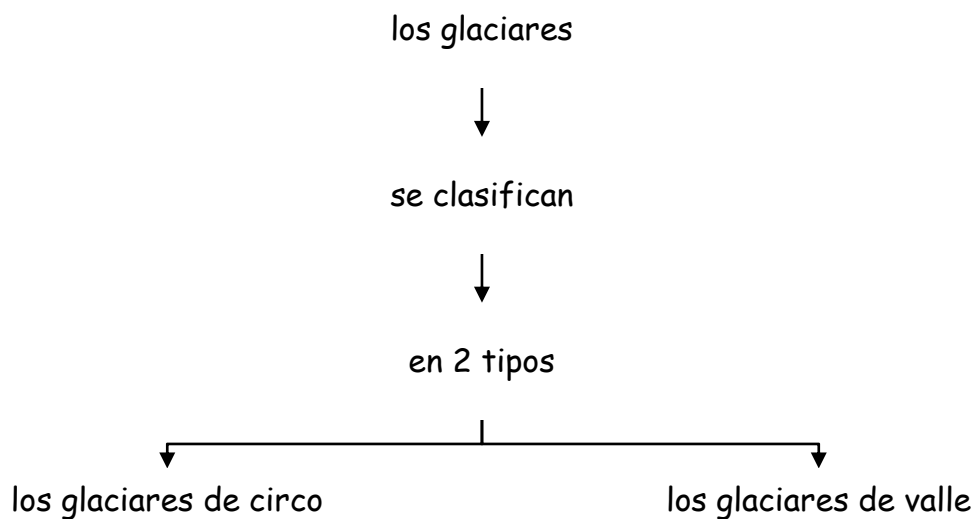 los glaciares
se clasifican
en 2 tipos
los glaciares de circo
los glaciares de valle